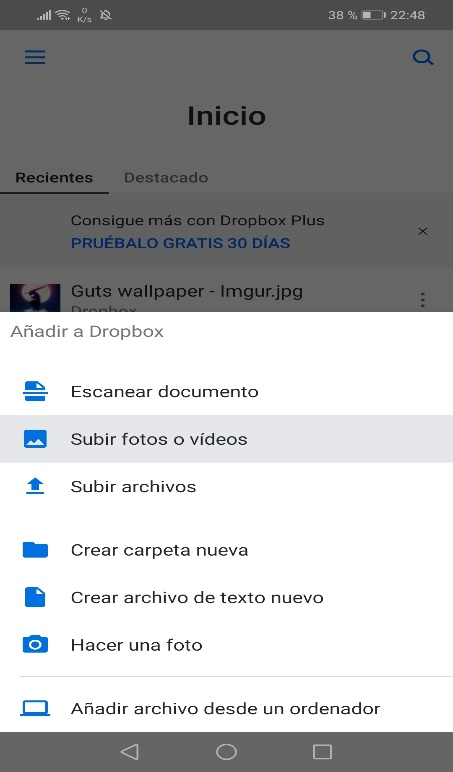 0
K/s
38 % 22:48
Inicio
Recientes Destacado
Consigue más con Dropbox Plus
PRUÉBALO GRATIS 30 DÍAS
Guts wallpaper - Imgur.jpg
Dropbox
Añadir a Dropbox
Escanear documento
Subir fotos o vídeos
Subir archivos
Crear carpeta nueva
Crear archivo de texto nuevo
Hacer una foto
Añadir archivo desde un ordenador